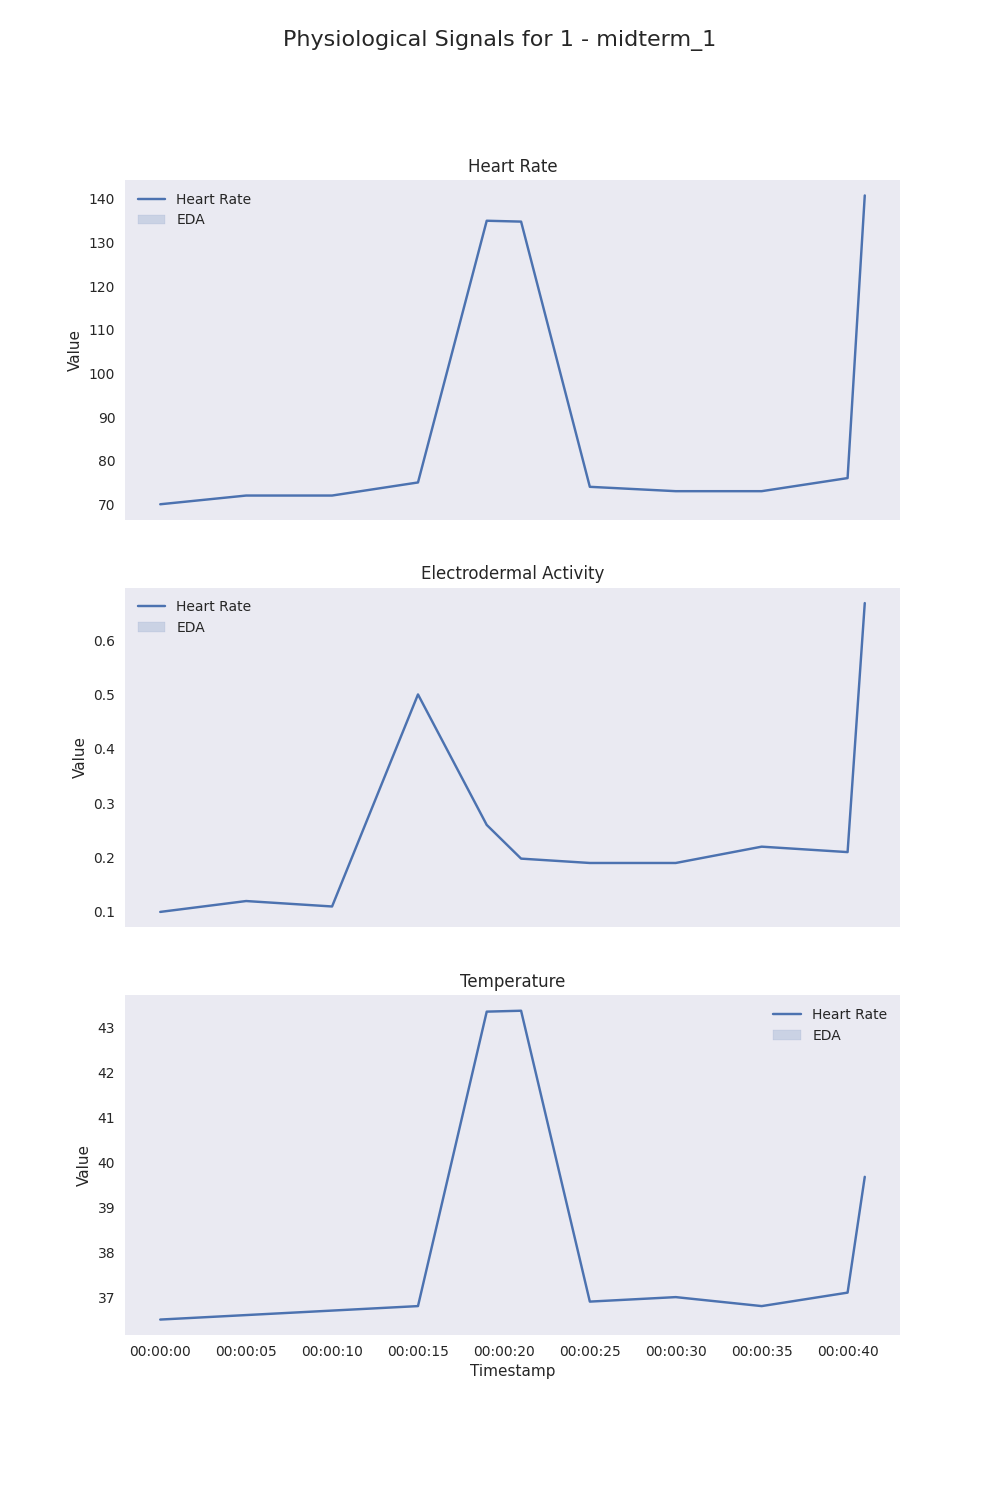 Physiological Signals for 1 - midterm_1
Heart Rate
Heart Rate
EDA
140
130
120
110
100
90
80
70
Value
Electrodermal Activity
Heart Rate
EDA
0.6
0.5
0.4
0.3
0.2
0.1
Value
Temperature
Heart Rate
EDA
43
42
41
40
39
38
37
Value
00:00:00 00:00:05 00:00:10 00:00:15 00:00:20 00:00:25 00:00:30 00:00:35 00:00:40
Timestamp